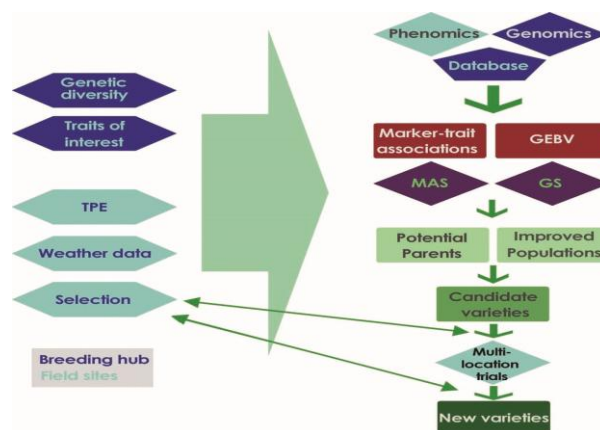 Phenomics
Genomics
Database
Genetic
diversity
Traits of
interest
TPE
Weather data
Selection
Breeding hub
Field sites
Marker-trait
associations
GEBV
MAS
GS
Potential
Parents
Improved
Populations
Candidate
varieties
Multi-
location
trials
New varieties